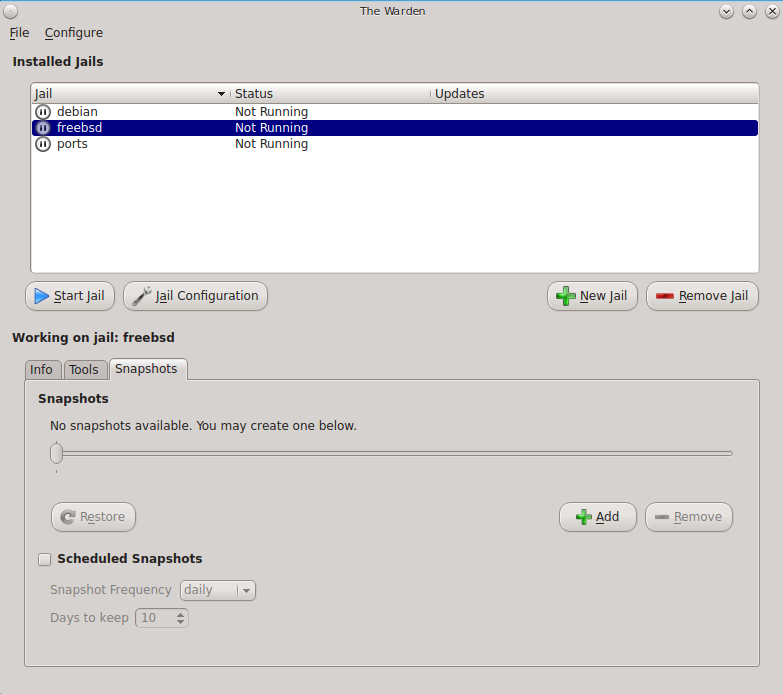 The Warden
File Configure
Installed Jails
Jail Status Updates
debian Not Running
freebsd Not Running
ports Not Running
Start Jail Jail Configuration New Jail Remove Jail
Working on jail: freebsd
Info Tools Snapshots
Snapshots
No snapshots available. You may create one below.
Restore Add Remove
Scheduled Snapshots
Snapshot Frequency daily
Days to keep 10